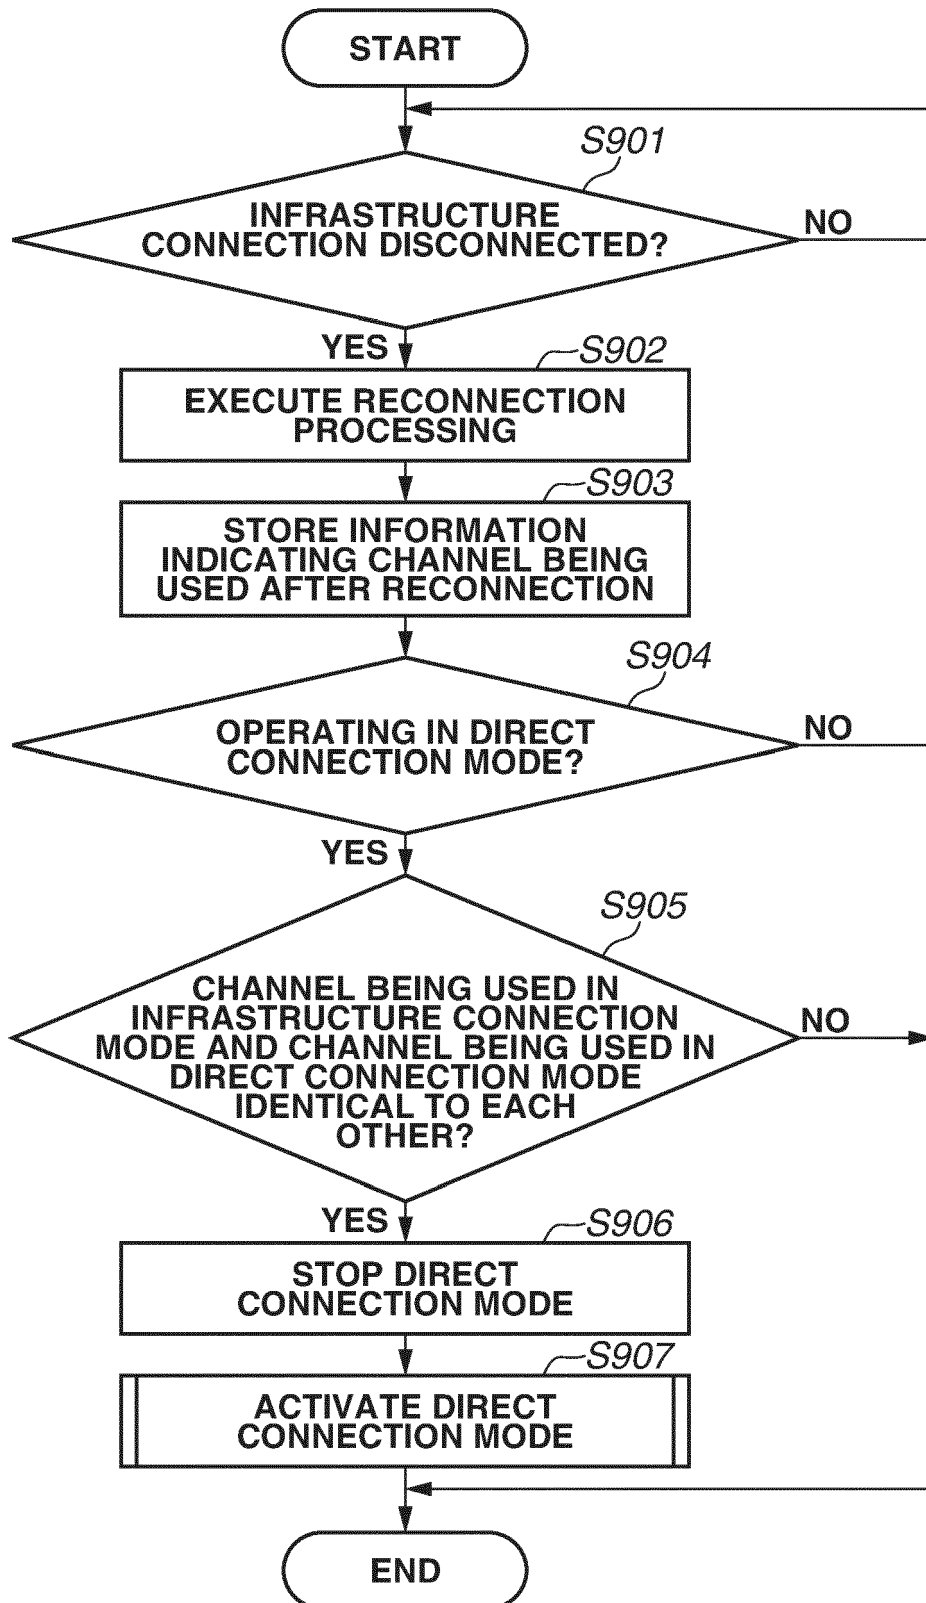 START
S901
INFRASTRUCTURE
CONNECTION DISCONNECTED?
NO
YES
S902
EXECUTE RECONNECTION
PROCESSING
S903
STORE INFORMATION
INDICATING CHANNEL BEING
USED AFTER RECONNECTION
S904
OPERATING IN DIRECT
CONNECTION MODE?
NO
YES
S905
CHANNEL BEING USED IN
INFRASTRUCTURE CONNECTION
MODE AND CHANNEL BEING USED IN
DIRECT CONNECTION MODE
IDENTICAL TO EACH
OTHER?
NO
YES
S906
STOP DIRECT
CONNECTION MODE
S907
ACTIVATE DIRECT
CONNECTION MODE
END